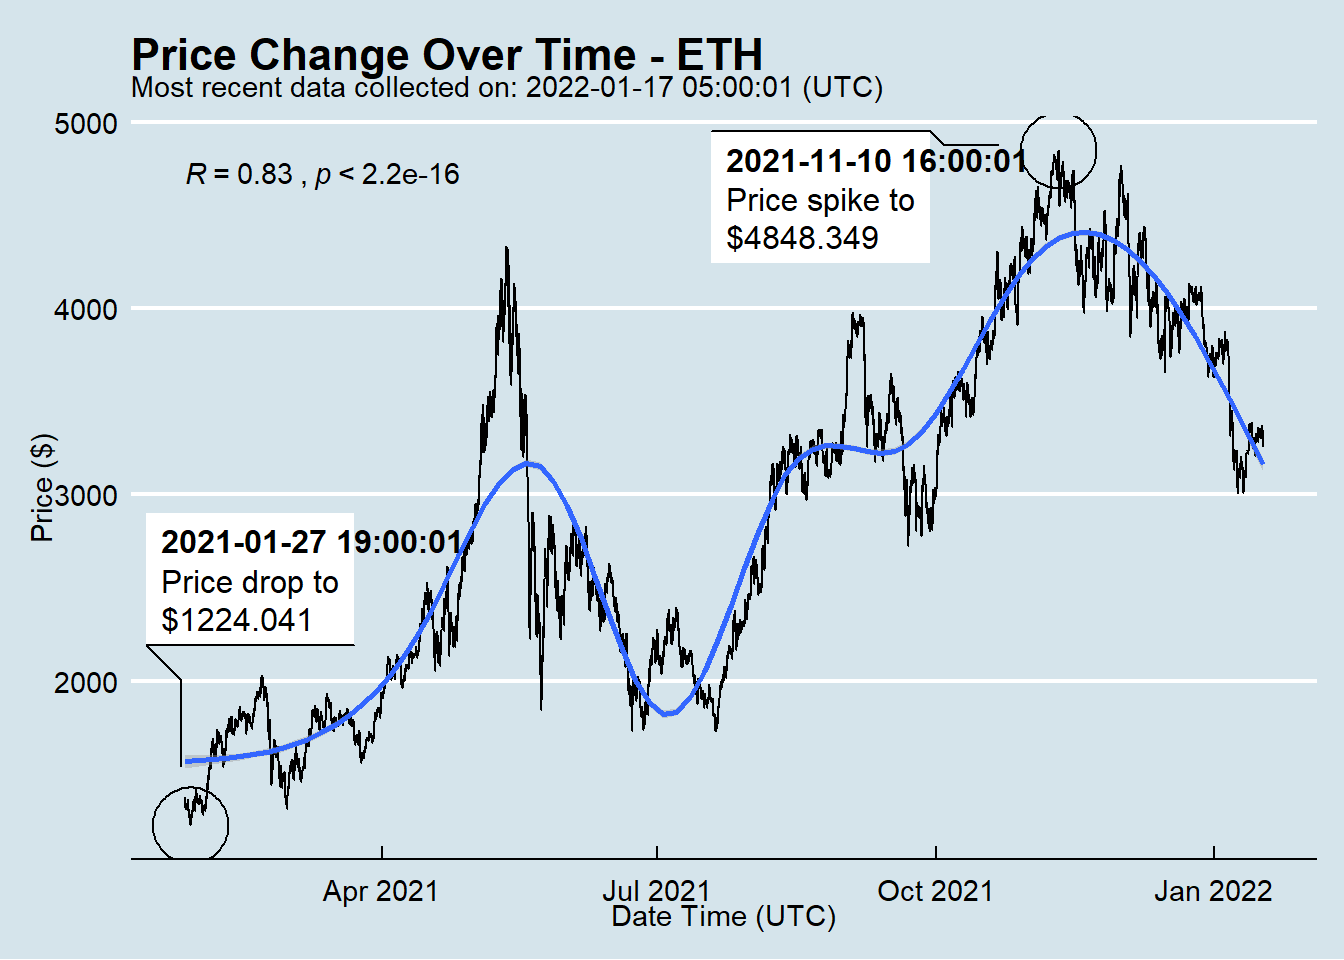 Price Change Over Time - ETH
Most recent data collected on: 2022-01-17 05:00:01 (UTC)
5000
R = 0.83 , p < 2.2e-16
2021-11-10 16:00:01
Price spike to
$4848.349
4000
Price ($)
3000
2021-01-27 19:00:01
Price drop to
$1224.041
2000
Apr 2021 Jul 2021 Oct 2021 Jan 2022
Date Time (UTC)